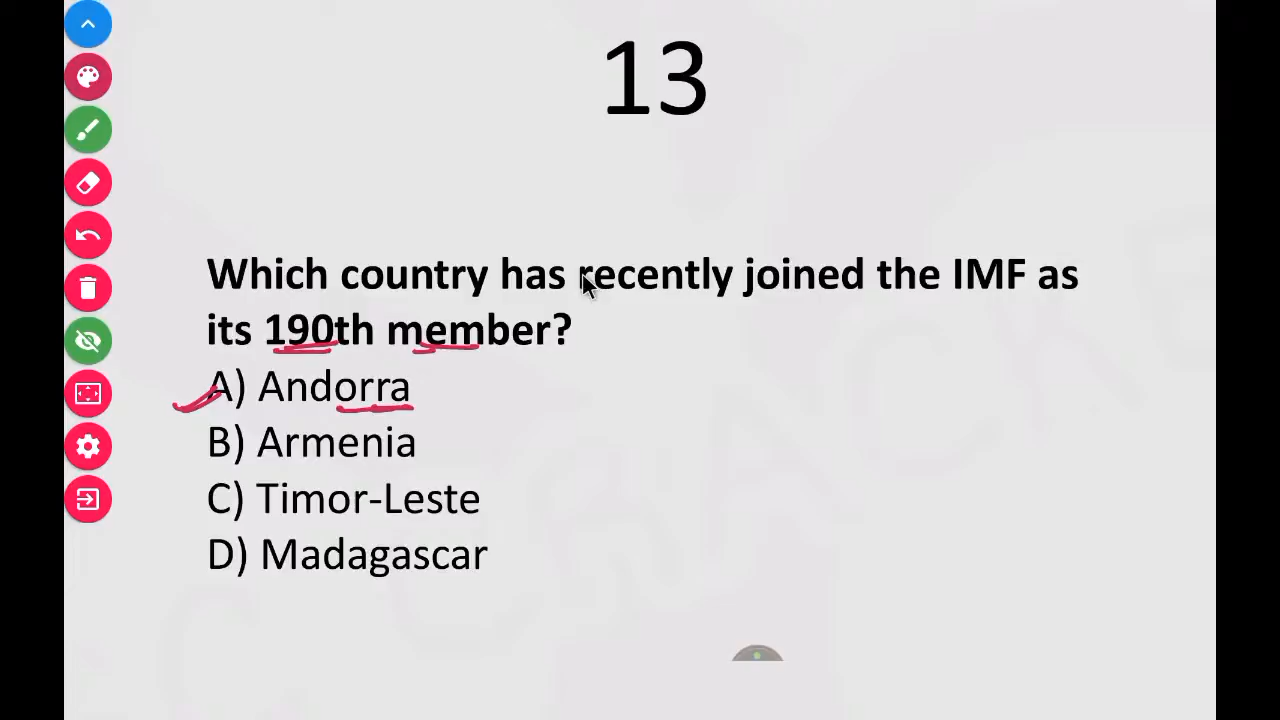 13
Which country has recently joined the IMF as
its 190th member?
A) Andorra
B) Armenia
C) Timor-Leste
D) Madagascar